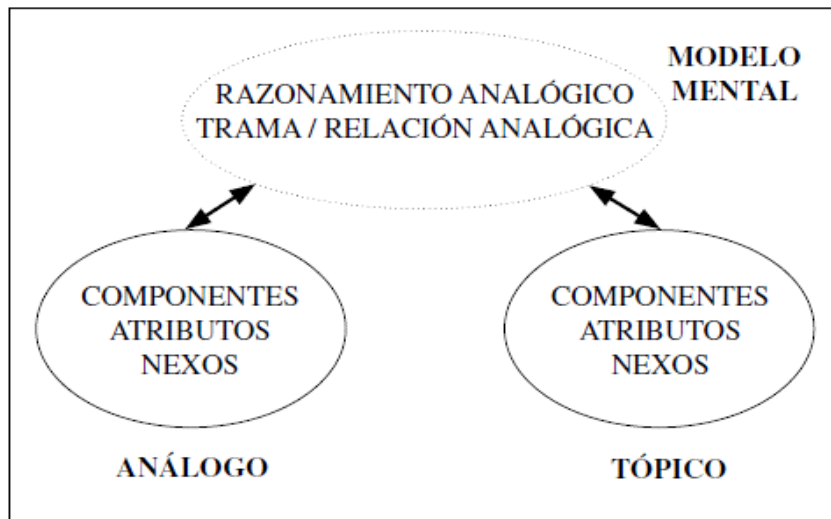 MODELO
MENTAL
RAZONAMIENTO ANALÓGICO
TRAMA / RELACIÓN ANALÓGICA
COMPONENTES
ATRIBUTOS
NEXOS
COMPONENTES
ATRIBUTOS
NEXOS
ANÁLOGO
TÓPICO